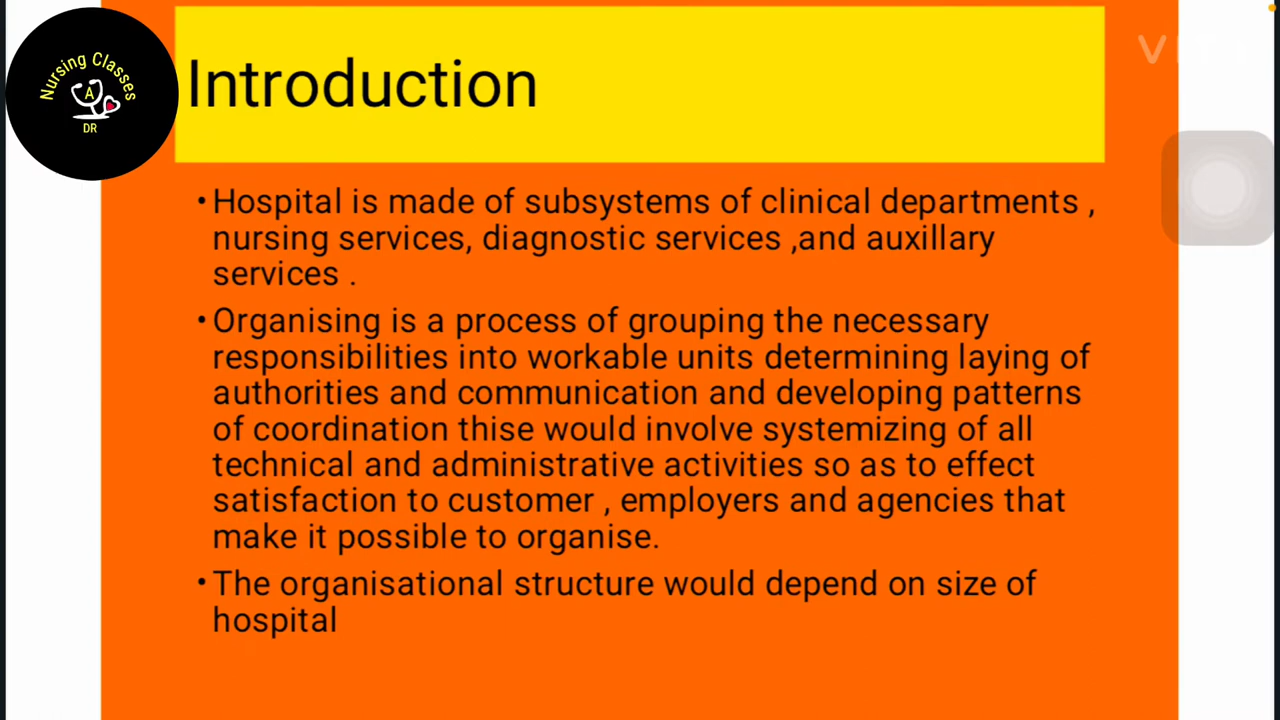 Nursing Classes
A
DR
Introduction
•Hospital is made of subsystems of clinical departments ,
nursing services, diagnostic services ,and auxillary
services .
•Organising is a process of grouping the necessary
responsibilities into workable units determining laying of
authorities and communication and developing patterns
of coordination thise would involve systemizing of all
technical and administrative activities so as to effect
satisfaction to customer , employers and agencies that
make it possible to organise.
•The organisational structure would depend on size of
hospital